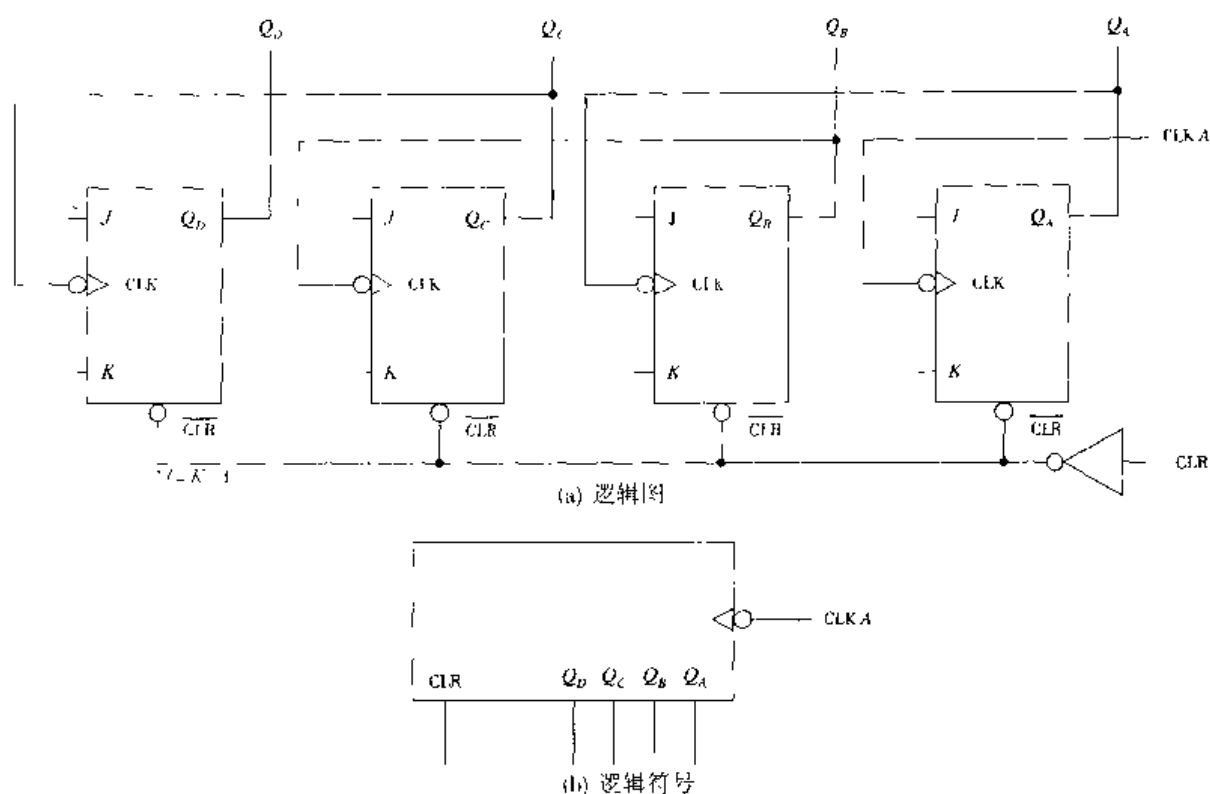 Q_D Q_C Q_B Q_A
CLK A
J Q_D J Q_C J Q_B J Q_A
CLK CLK CLK CLK
K K K K
CLR CLR CLR CLR
CLR
(a) 逻辑图
CLK A
CLR Q_D Q_C Q_B Q_A
(b) 逻辑符号